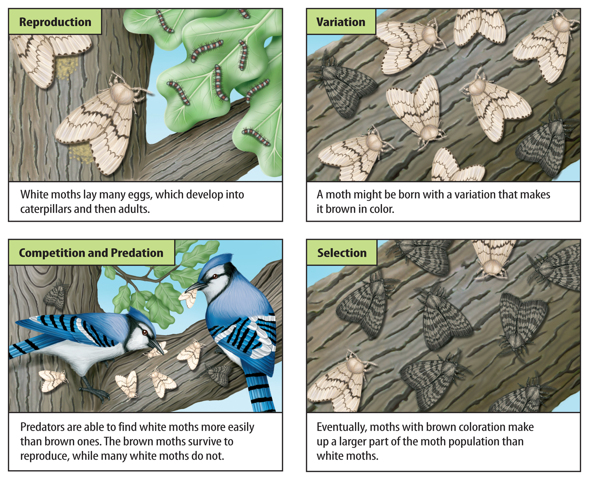 Reproduction
White moths lay many eggs, which develop into
caterpillars and then adults.
Variation
A moth might be born with a variation that makes
it brown in color.
Competition and Predation
Predators are able to find white moths more easily
than brown ones. The brown moths survive to
reproduce, while many white moths do not.
Selection
Eventually, moths with brown coloration make
up a larger part of the moth population than
white moths.